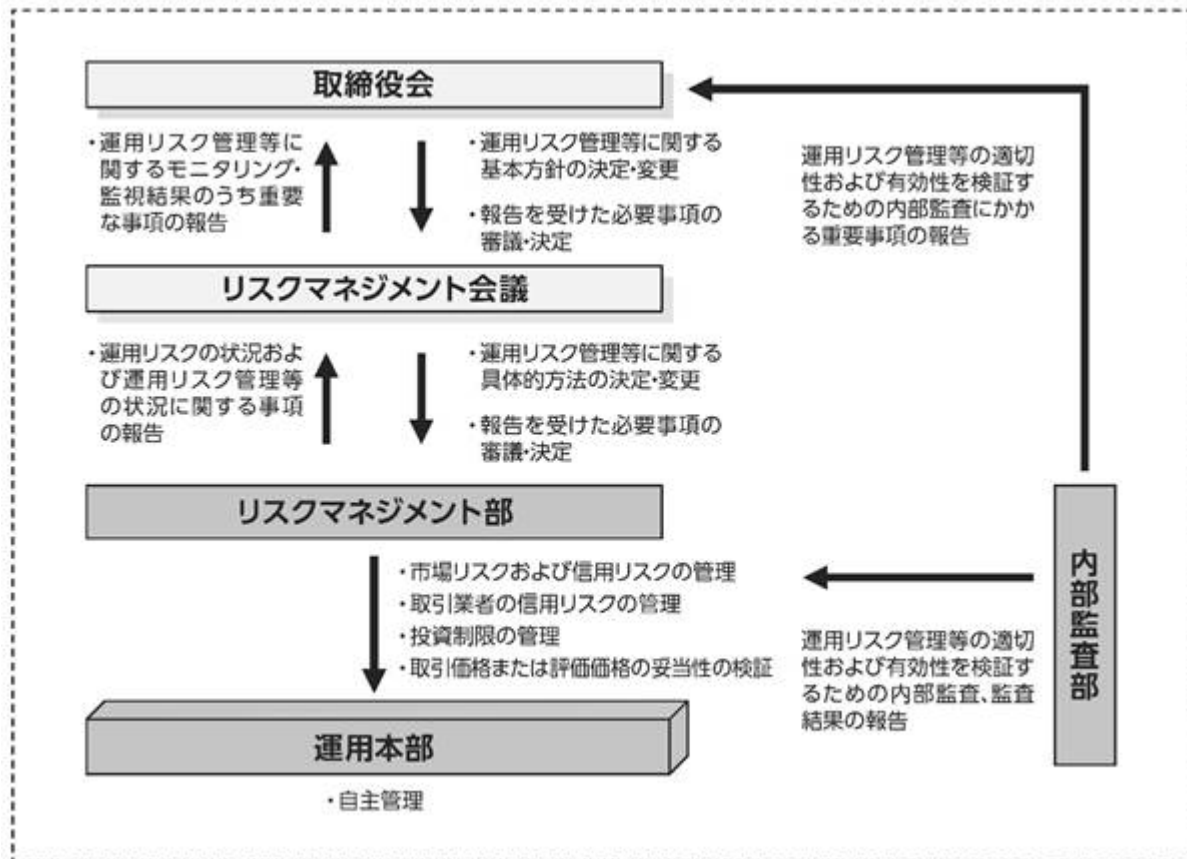 取締役会
・運用リスク管理等に
関するモニタリング・
監視結果のうち重要
な事項の報告
・運用リスク管理等に関する
基本方針の決定・変更
・報告を受けた必要事項の
審議・決定
運用リスク管理等の適切
性および有効性を検証す
るための内部監査にかか
る重要事項の報告
リスクマネジメント会議
・運用リスクの状況およ
び運用リスク管理等
の状況に関する事項
の報告
・運用リスク管理等に関する
具体的方法の決定・変更
・報告を受けた必要事項の
審議・決定
リスクマネジメント部
・市場リスクおよび信用リスクの管理
・取引業者の信用リスクの管理
・投資制限の管理
・取引価格または評価価格の妥当性の検証
運用リスク管理等の適切
性および有効性を検証す
るための内部監査、監査
結果の報告
内部監査部
運用本部
・自主管理